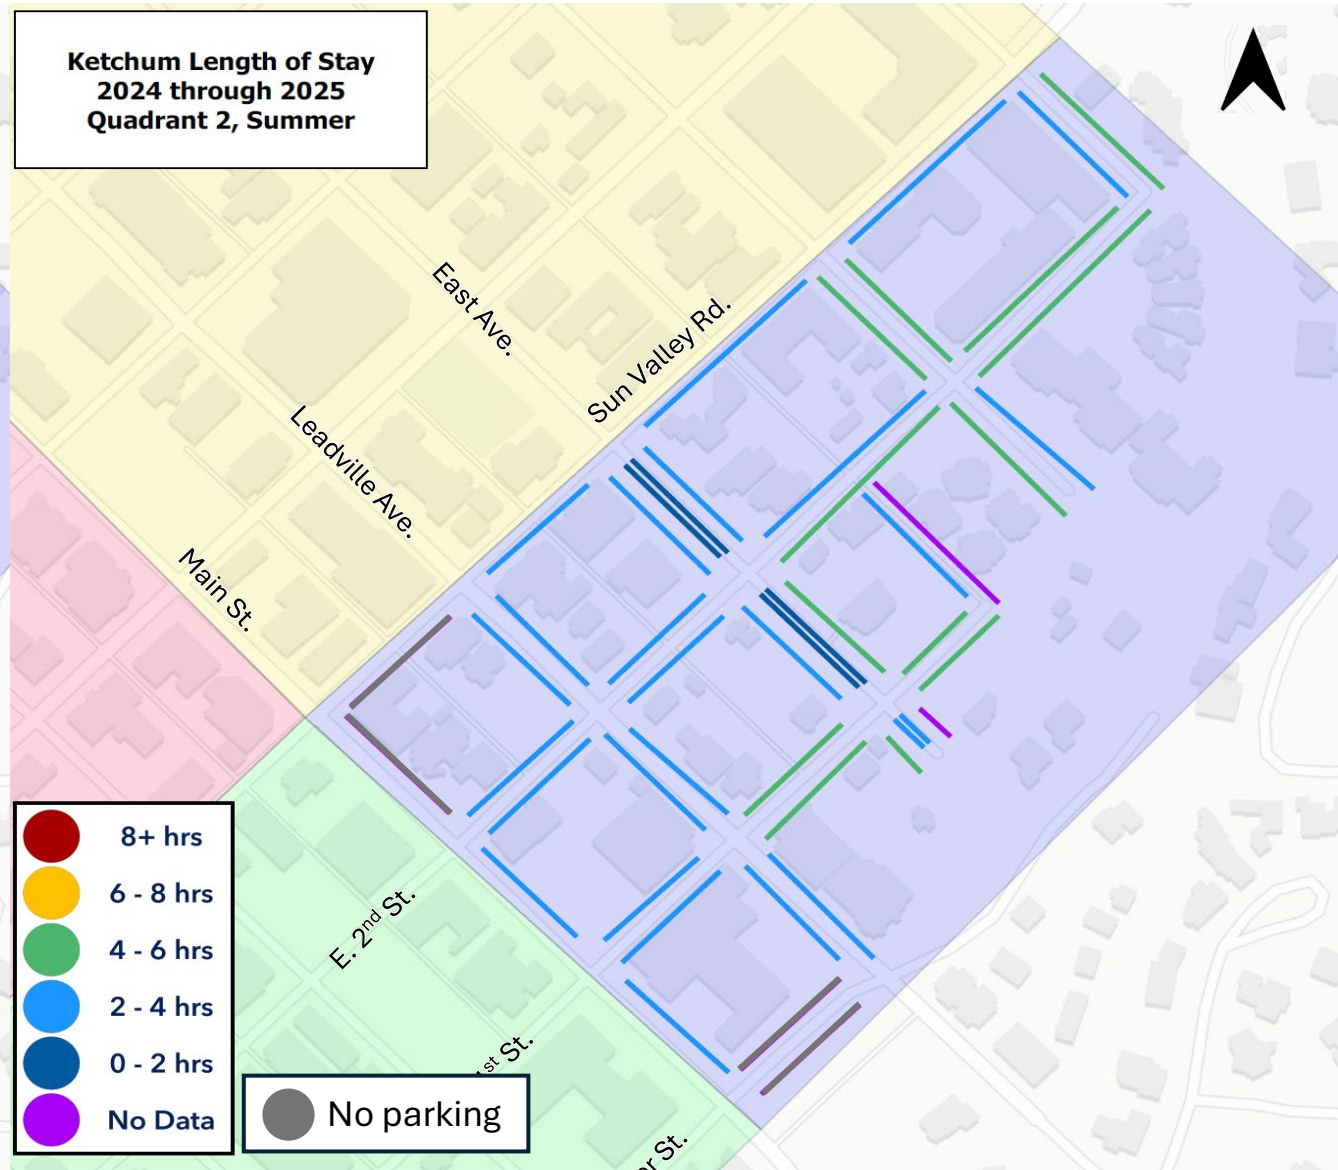 Ketchum Length of Stay
2024 through 2025
Quadrant 2, Summer
East Ave.
Sun Valley Rd.
Leadville Ave.
Main St.
E. 2nd St.
St.
St.
8+ hrs
6 - 8 hrs
4 - 6 hrs
2 - 4 hrs
0 - 2 hrs
No Data
No parking